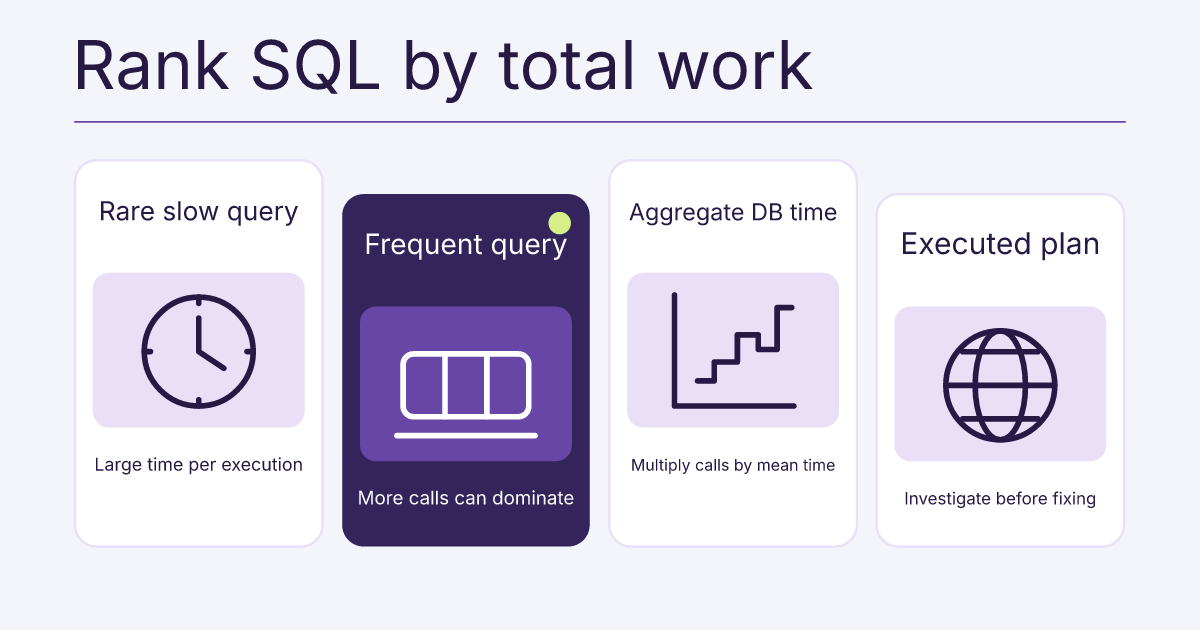 Rank SQL by total work
Rare slow query
Large time per execution
Frequent query
More calls can dominate
Aggregate DB time
Multiply calls by mean time
Executed plan
Investigate before fixing